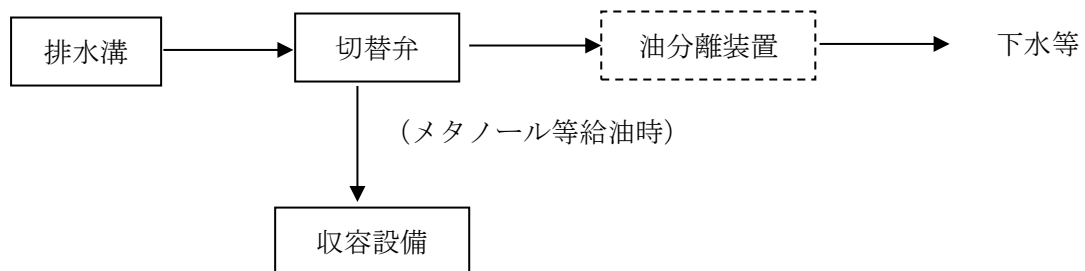 排水溝
切替弁
油分離装置
下水等
（メタノール等給油時）
収容設備